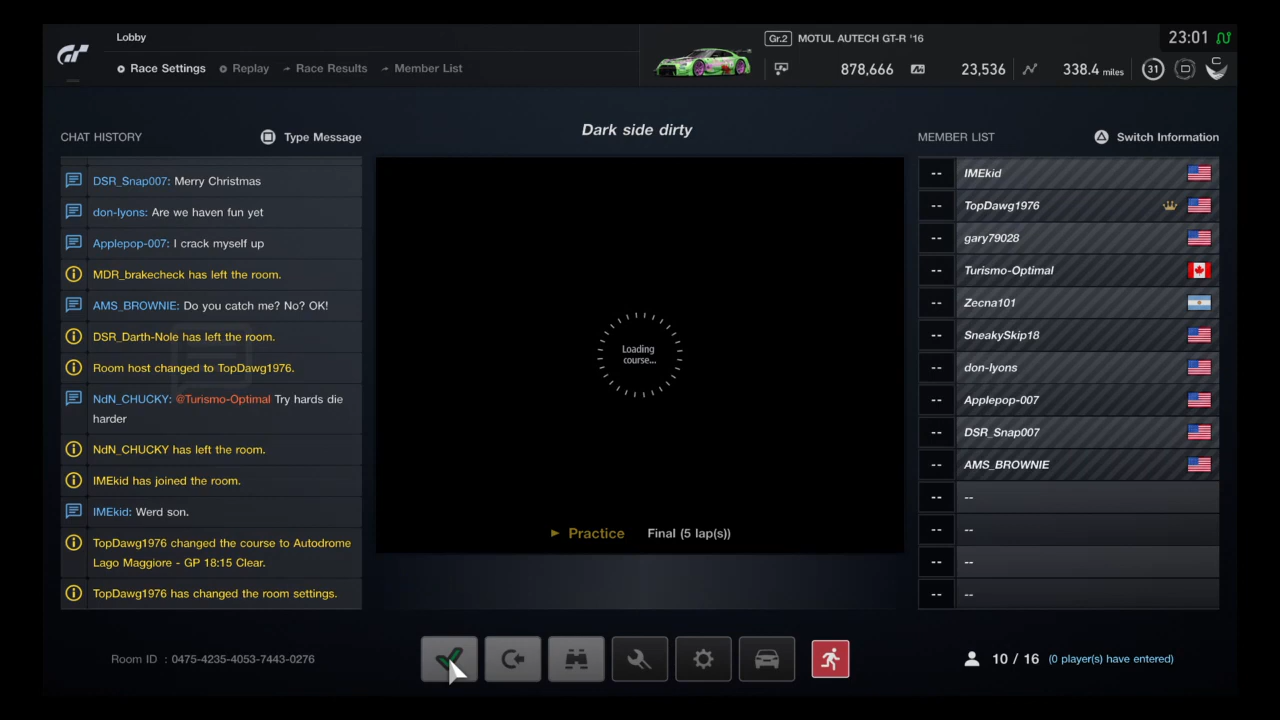 Lobby
Race Settings Replay Race Results Member List
Gr.2 MOTUL AUTECH GT-R '16
878,666 23,536 338.4 miles 31
23:01
CHAT HISTORY Type Message
Dark side dirty
MEMBER LIST Switch Information
DSR_Snap007: Merry Christmas
don-lyons: Are we haven fun yet
Applepop-007: I crack myself up
MDR_brakecheck has left the room.
AMS_BROWNIE: Do you catch me? No? OK!
DSR_Darth-Nole has left the room.
Room host changed to TopDawg1976.
NdN_CHUCKY: @Turismo-Optimal Try hards die
harder
NdN_CHUCKY has left the room.
IMEkid has joined the room.
IMEkid: Werd son.
TopDawg1976 changed the course to Autodrome
Lago Maggiore - GP 18:15 Clear.
TopDawg1976 has changed the room settings.
Loading
course...
Practice Final (5 lap(s))
-- IMEkid
-- TopDawg1976
-- gary79028
-- Turismo-Optimal
-- Zecna101
-- SneakySkip18
-- don-lyons
-- Applepop-007
-- DSR_Snap007
-- AMS_BROWNIE
-- --
-- --
-- --
-- --
Room ID : 0475-4235-4053-7443-0276
10 / 16 (0 player(s) have entered)